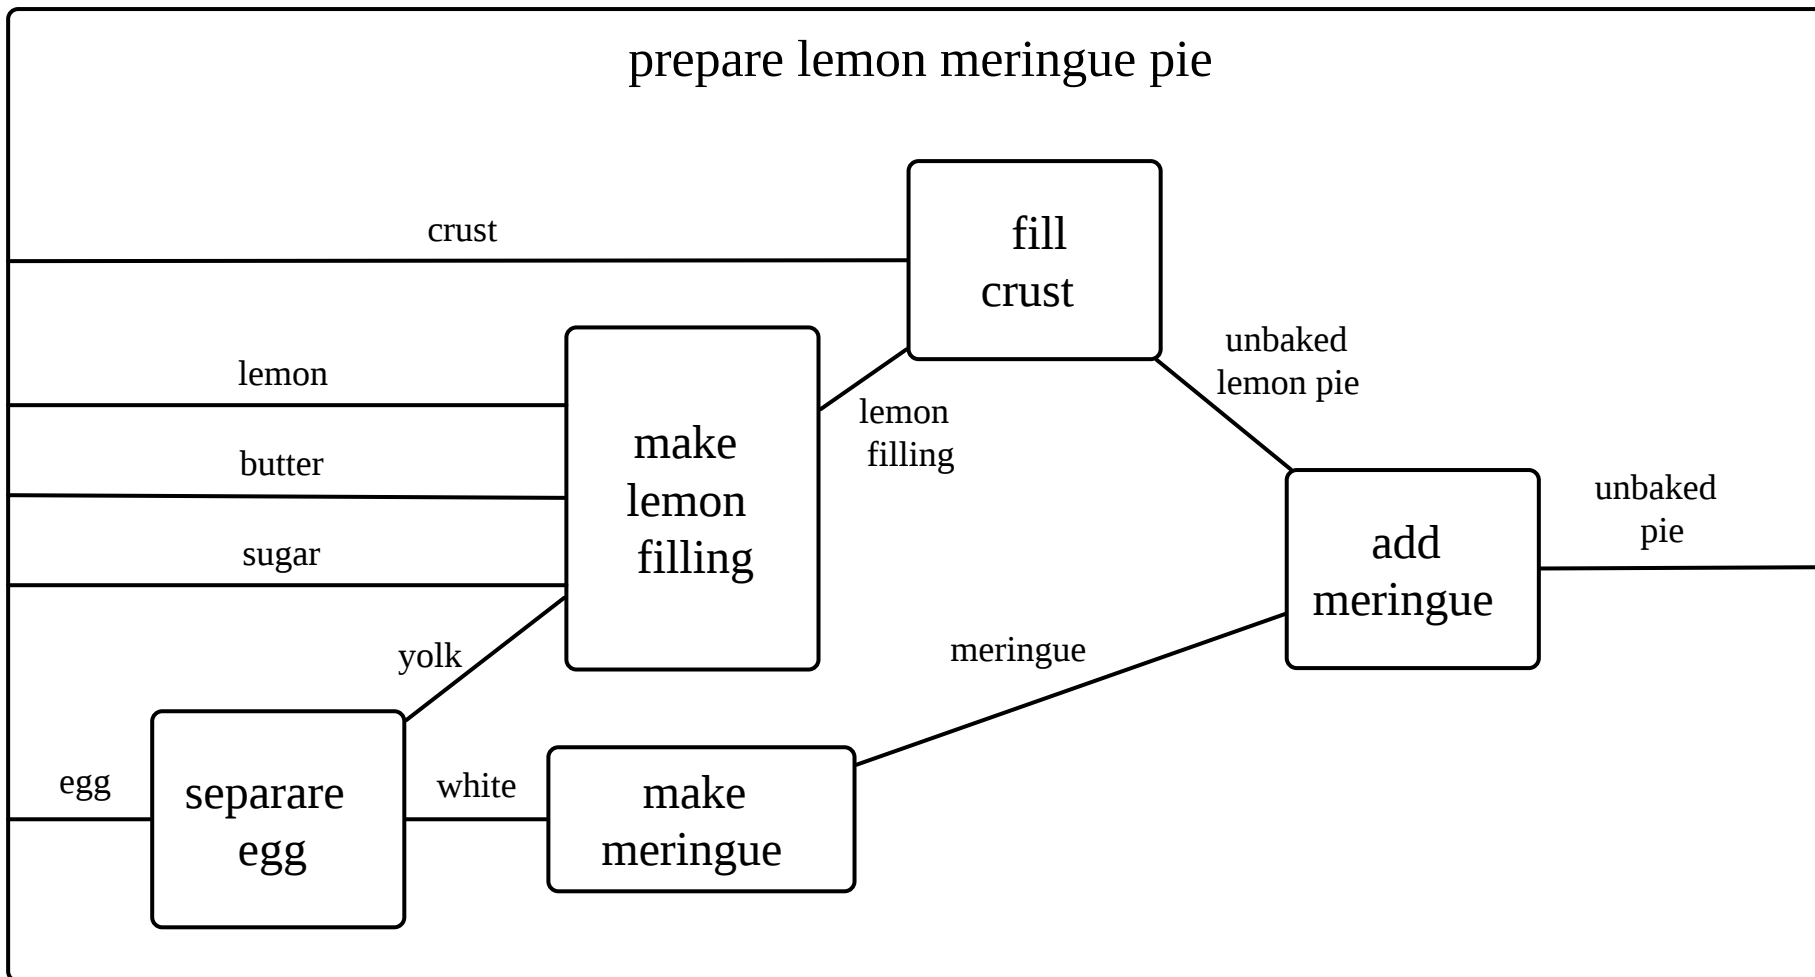 prepare lemon meringue pie
crust
fill
crust
unbaked
lemon pie
lemon
butter
sugar
make
lemon
filling
lemon
filling
yolk
egg
separare
egg
white
make
meringue
meringue
add
meringue
unbaked
pie